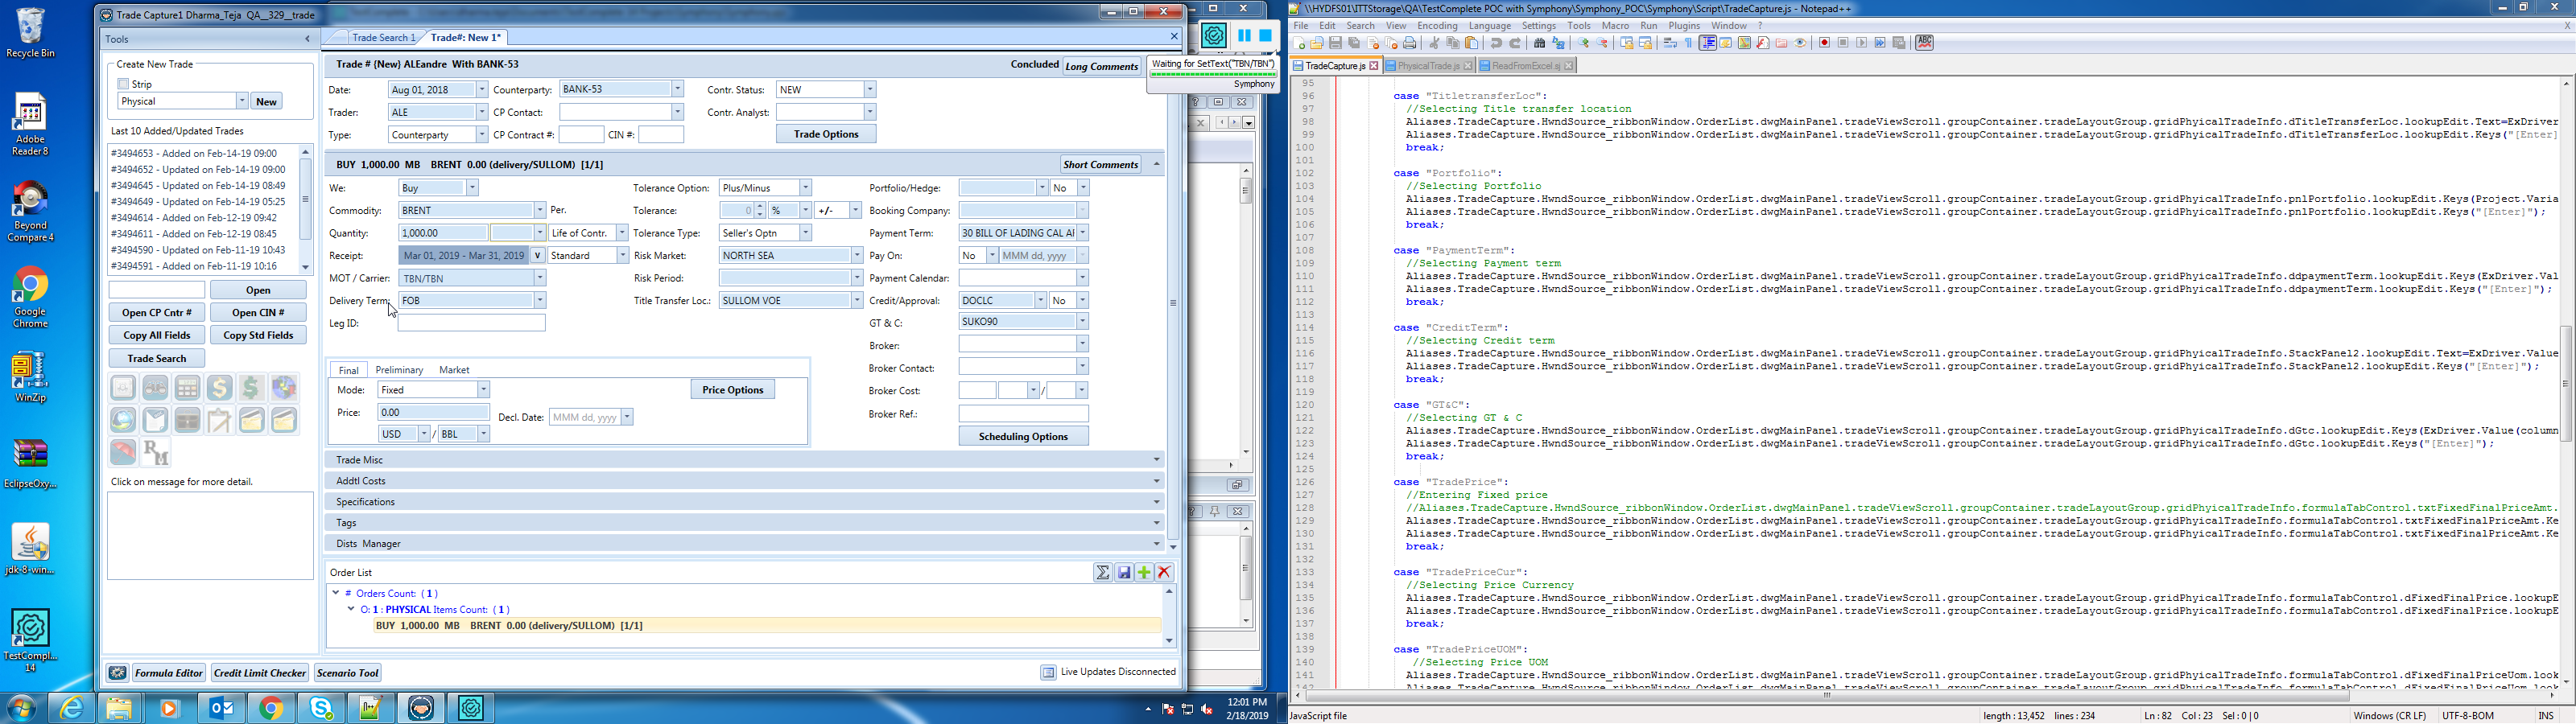 Recycle Bin
Adobe Reader 8
Beyond Compare 4
Google Chrome
WinZip
EclipseOxy...
jdk-8-win...
TestCompl... 14
Trade Capture1 Dharma_Teja QA__329__trade
Tools
Create New Trade
Strip
Physical New
Last 10 Added/Updated Trades
#3494653 - Added on Feb-14-19 09:00
#3494652 - Updated on Feb-14-19 09:00
#3494645 - Updated on Feb-14-19 08:49
#3494649 - Updated on Feb-14-19 05:25
#3494614 - Added on Feb-12-19 09:42
#3494611 - Added on Feb-12-19 08:45
#3494590 - Updated on Feb-11-19 10:43
#3494591 - Added on Feb-11-19 10:16
Open
Open CP Cntr # Open CIN #
Copy All Fields Copy Std Fields
Trade Search
RM
Click on message for more detail.
Formula Editor Credit Limit Checker Scenario Tool
Live Updates Disconnected
Trade Search 1 Trade#: New 1*
Trade # (New) ALEandre With BANK-53 Concluded Long Comments
Date: Aug 01, 2018 Counterparty: BANK-53 Contr. Status: NEW
Trader: ALE CP Contact: Contr. Analyst:
Type: Counterparty CP Contract #: CIN #: Trade Options
BUY 1,000.00 MB BRENT 0.00 (delivery/SULLOM) [1/1] Short Comments
We: Buy Tolerance Option: Plus/Minus Portfolio/Hedge: No
Commodity: BRENT Per. Tolerance: 0 % +/- Booking Company:
Quantity: 1,000.00 Life of Contr. Tolerance Type: Seller's Optn Payment Term: 30 BILL OF LADING CAL
Receipt: Mar 01, 2019 - Mar 31, 2019 v Standard Risk Market: NORTH SEA Pay On: No MMM dd, yyyy
MOT / Carrier: TBN/TBN Risk Period: Payment Calendar:
Delivery Term: FOB Title Transfer Loc.: SULLOM VOE Credit/Approval: DOCLC No
Leg ID: GT & C: SUKO90
Broker:
Broker Contact:
Broker Cost: /
Broker Ref.:
Scheduling Options
Final Preliminary Market
Mode: Fixed Price Options
Price: 0.00 Decl. Date: MMM dd, yyyy
USD / BBL
Trade Misc
Addtl Costs
Specifications
Tags
Dists Manager
Order List
# Orders Count: ( 1 )
O: 1 : PHYSICAL Items Count: ( 1 )
BUY 1,000.00 MB BRENT 0.00 (delivery/SULLOM) [1/1]
Waiting for SetText("TBN/TBN")
Symphony
12:01 PM
2/18/2019
\\HYDFS01\ITTStorage\QA\TestComplete POC with Symphony\Symphony_POC\Symphony\Script\TradeCapture.js - Notepad++
File Edit Search View Encoding Language Settings Tools Macro Run Plugins Window ?
TradeCapture.js PhysicalTrade.js ReadFromExcel.sj
95
96 case "TitletransferLoc":
97 //Selecting Title transfer location
98 Aliases.TradeCapture.HwndSource_ribbonWindow.OrderList.dwgMainPanel.tradeViewScroll.groupContainer.tradeLayoutGroup.gridPhyicalTradeInfo.dTitleTransferLoc.lookupEdit.Text=ExDriver
99 Aliases.TradeCapture.HwndSource_ribbonWindow.OrderList.dwgMainPanel.tradeViewScroll.groupContainer.tradeLayoutGroup.gridPhyicalTradeInfo.dTitleTransferLoc.lookupEdit.Keys("[Enter]
100 break;
101
102 case "Portfolio":
103 //Selecting Portfolio
104 Aliases.TradeCapture.HwndSource_ribbonWindow.OrderList.dwgMainPanel.tradeViewScroll.groupContainer.tradeLayoutGroup.gridPhyicalTradeInfo.pnlPortfolio.lookupEdit.Keys(Project.Varia
105 Aliases.TradeCapture.HwndSource_ribbonWindow.OrderList.dwgMainPanel.tradeViewScroll.groupContainer.tradeLayoutGroup.gridPhyicalTradeInfo.pnlPortfolio.lookupEdit.Keys("[Enter]");
106 break;
107
108 case "PaymentTerm":
109 //Selecting Payment term
110 Aliases.TradeCapture.HwndSource_ribbonWindow.OrderList.dwgMainPanel.tradeViewScroll.groupContainer.tradeLayoutGroup.gridPhyicalTradeInfo.ddpaymentTerm.lookupEdit.Keys(ExDriver.Val
111 Aliases.TradeCapture.HwndSource_ribbonWindow.OrderList.dwgMainPanel.tradeViewScroll.groupContainer.tradeLayoutGroup.gridPhyicalTradeInfo.ddpaymentTerm.lookupEdit.Keys("[Enter]");
112 break;
113
114 case "CreditTerm":
115 //Selecting Credit term
116 Aliases.TradeCapture.HwndSource_ribbonWindow.OrderList.dwgMainPanel.tradeViewScroll.groupContainer.tradeLayoutGroup.gridPhyicalTradeInfo.StackPanel2.lookupEdit.Text=ExDriver.Value
117 Aliases.TradeCapture.HwndSource_ribbonWindow.OrderList.dwgMainPanel.tradeViewScroll.groupContainer.tradeLayoutGroup.gridPhyicalTradeInfo.StackPanel2.lookupEdit.Keys("[Enter]");
118 break;
119
120 case "GT&C":
121 //Selecting GT & C
122 Aliases.TradeCapture.HwndSource_ribbonWindow.OrderList.dwgMainPanel.tradeViewScroll.groupContainer.tradeLayoutGroup.gridPhyicalTradeInfo.dGtc.lookupEdit.Keys(ExDriver.Value(column
123 Aliases.TradeCapture.HwndSource_ribbonWindow.OrderList.dwgMainPanel.tradeViewScroll.groupContainer.tradeLayoutGroup.gridPhyicalTradeInfo.dGtc.lookupEdit.Keys("[Enter]");
124 break;
125
126 case "TradePrice":
127 //Entering Fixed price
128 //Aliases.TradeCapture.HwndSource_ribbonWindow.OrderList.dwgMainPanel.tradeViewScroll.groupContainer.tradeLayoutGroup.gridPhyicalTradeInfo.formulaTabControl.txtFixedFinalPriceAmt.
129 Aliases.TradeCapture.HwndSource_ribbonWindow.OrderList.dwgMainPanel.tradeViewScroll.groupContainer.tradeLayoutGroup.gridPhyicalTradeInfo.formulaTabControl.txtFixedFinalPriceAmt.Ke
130 Aliases.TradeCapture.HwndSource_ribbonWindow.OrderList.dwgMainPanel.tradeViewScroll.groupContainer.tradeLayoutGroup.gridPhyicalTradeInfo.formulaTabControl.txtFixedFinalPriceAmt.Ke
131 break;
132
133 case "TradePriceCur":
134 //Selecting Price Currency
135 Aliases.TradeCapture.HwndSource_ribbonWindow.OrderList.dwgMainPanel.tradeViewScroll.groupContainer.tradeLayoutGroup.gridPhyicalTradeInfo.formulaTabControl.dFixedFinalPrice.lookupE
136 Aliases.TradeCapture.HwndSource_ribbonWindow.OrderList.dwgMainPanel.tradeViewScroll.groupContainer.tradeLayoutGroup.gridPhyicalTradeInfo.formulaTabControl.dFixedFinalPrice.lookupE
137 break;
138
139 case "TradePriceUOM":
140 //Selecting Price UOM
141 Aliases.TradeCapture.HwndSource_ribbonWindow.OrderList.dwgMainPanel.tradeViewScroll.groupContainer.tradeLayoutGroup.gridPhyicalTradeInfo.formulaTabControl.dFixedFinalPriceUom.look
JavaScript file length : 13,452 lines : 234 Ln : 82 Col : 23 Sel : 0 | 0 Windows (CR LF) UTF-8-BOM INS